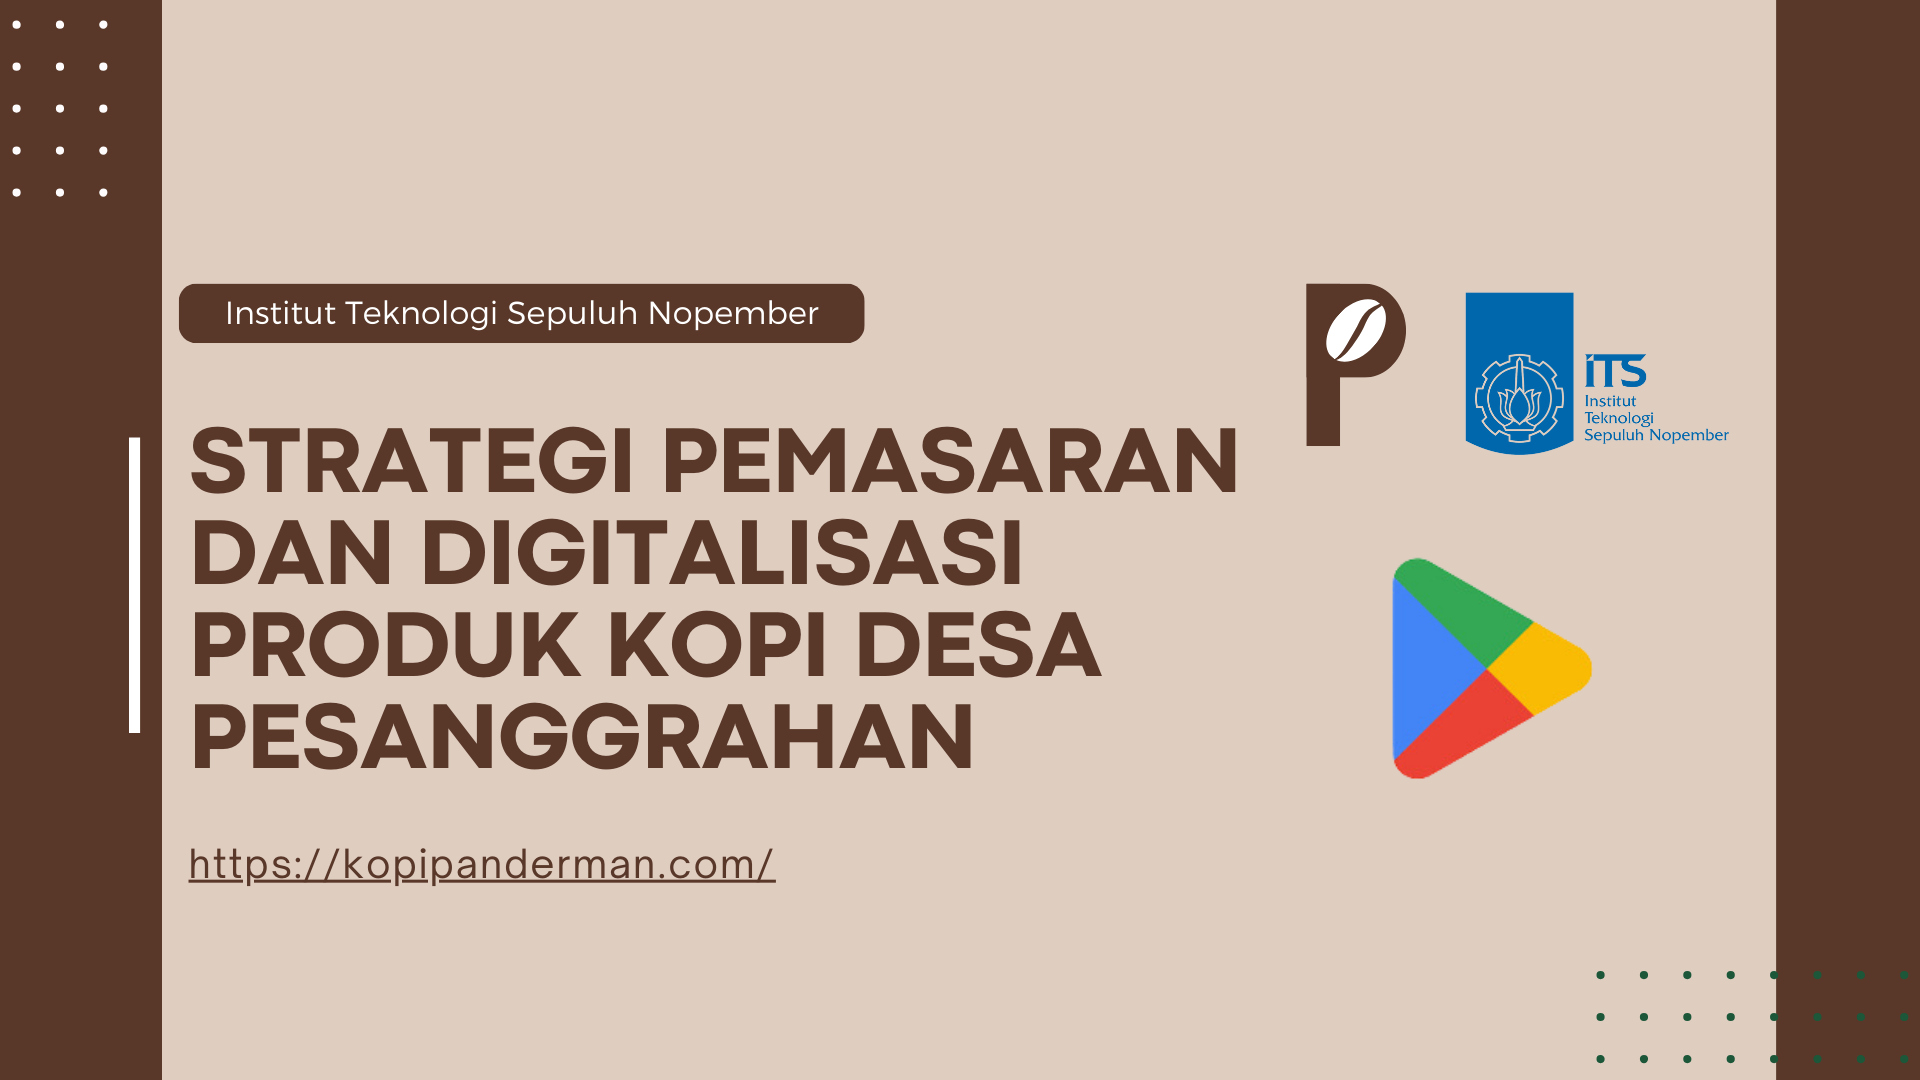 Institut Teknologi Sepuluh Nopember
iTS
Institut
Teknologi
Sepuluh Nopember
STRATEGI PEMASARAN
DAN DIGITALISASI
PRODUK KOPI DESA
PESANGGRAHAN
https://kopipanderman.com/